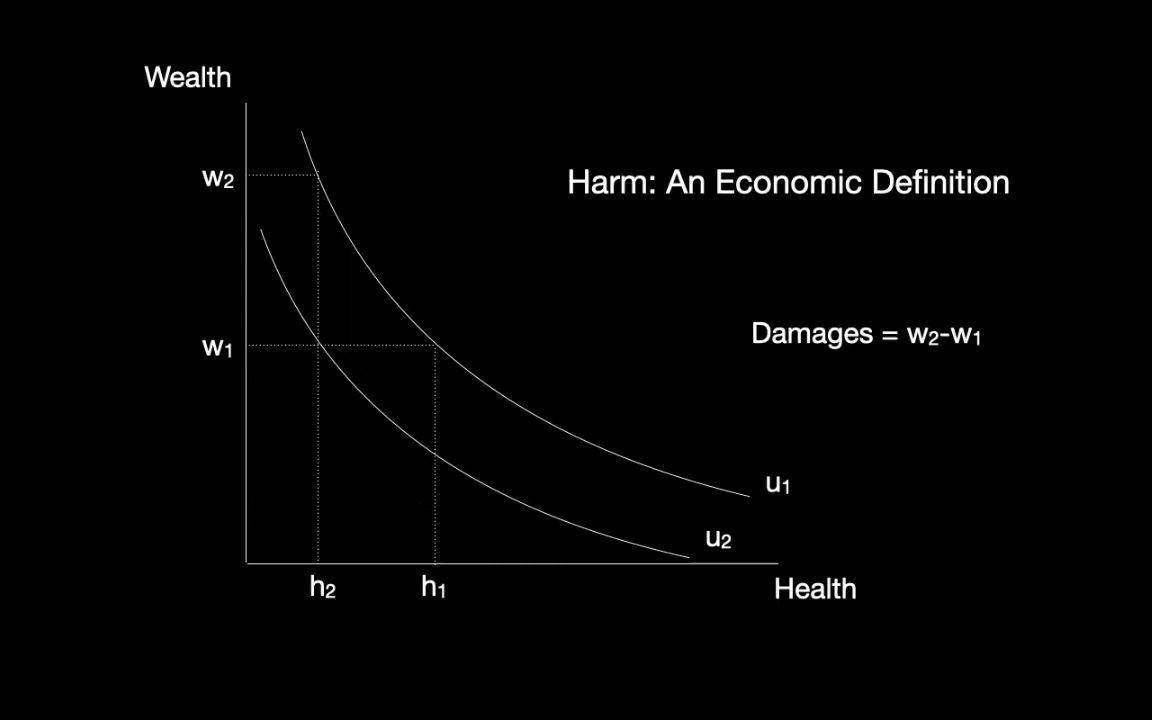 Wealth
w₂
Harm: An Economic Definition
Damages = w₂-w₁
w₁
u₁
u₂
h₂
h₁
Health